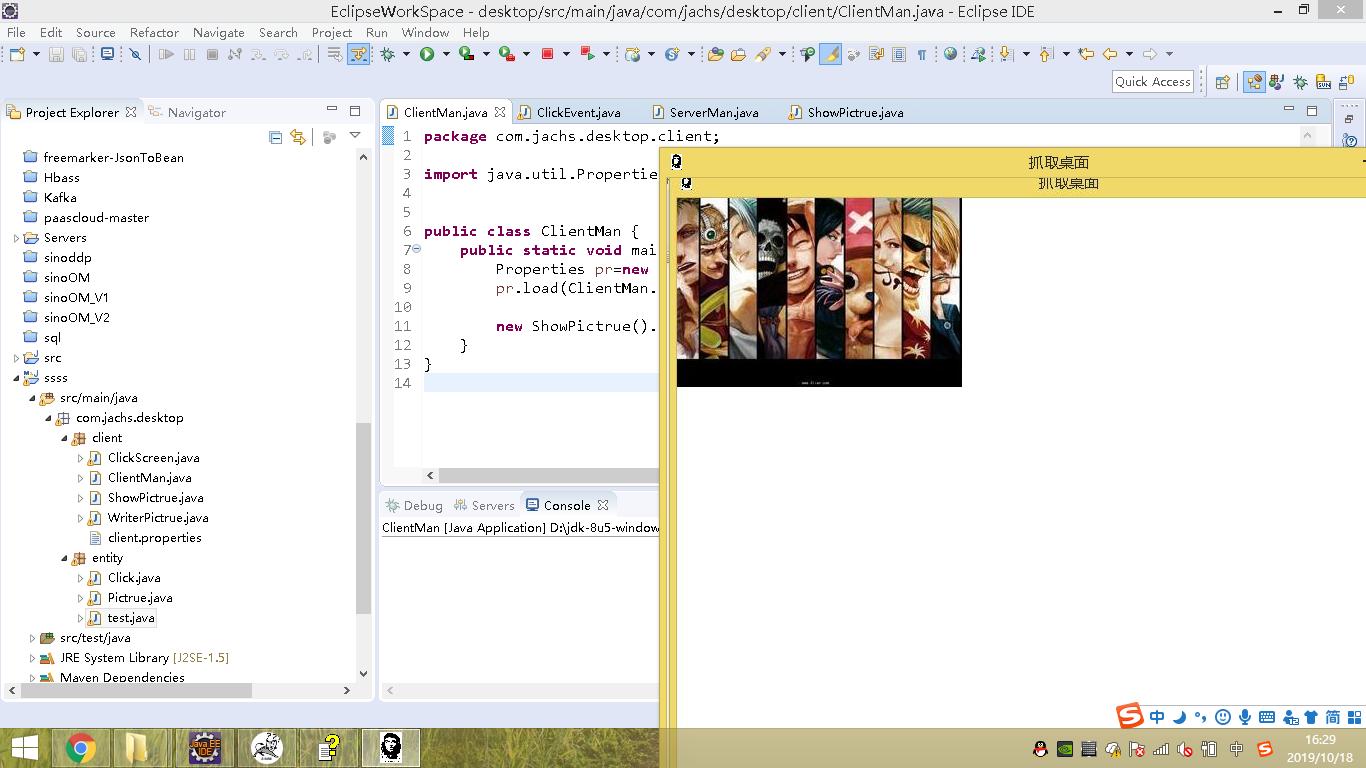 EclipseWorkSpace - desktop/src/main/java/com/jachs/desktop/client/ClientMan.java - Eclipse IDE
File Edit Source Refactor Navigate Search Project Run Window Help
Quick Access
Project Explorer
Navigator
freemarker-JsonToBean
Hbass
Kafka
paascloud-master
Servers
sinoddp
sinoOM
sinoOM_V1
sinoOM_V2
sql
src
ssss
src/main/java
com.jachs.desktop
client
ClickScreen.java
ClientMan.java
ShowPictrue.java
WriterPictrue.java
client.properties
entity
Click.java
Pictrue.java
test.java
src/test/java
JRE System Library [J2SE-1.5]
Maven Dependencies
ClientMan.java ClickEvent.java ServerMan.java ShowPictrue.java
1 package com.jachs.desktop.client;
2
3 import java.util.Propertie
4
5
6 public class ClientMan {
7 public static void mai
8 Properties pr=new
9 pr.load(ClientMan.
10
11 new ShowPictrue().
12 }
13 }
14
Debug Servers Console
ClientMan [Java Application] D:\jdk-8u5-window
抓取桌面
抓取桌面
中 简
Java EE
IDE
中
16:29
2019/10/18